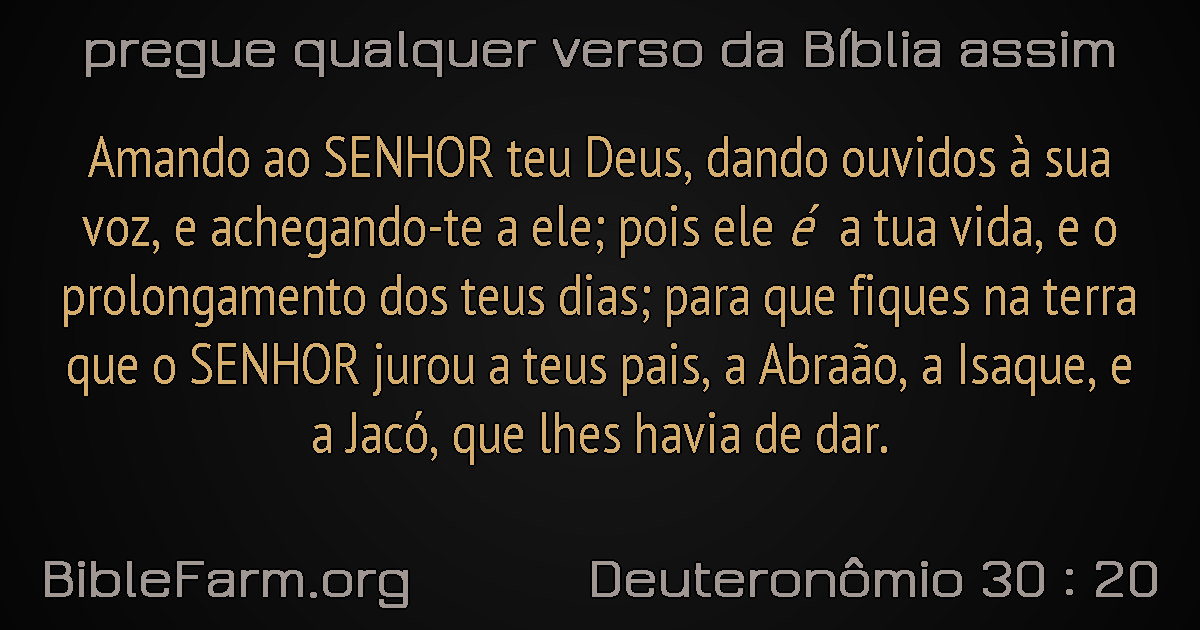 pregue qualquer verso da Bíblia assim
Amando ao SENHOR teu Deus, dando ouvidos à sua
voz, e achegando-te a ele; pois ele é a tua vida, e o
prolongamento dos teus dias; para que fiques na terra
que o SENHOR jurou a teus pais, a Abraão, a Isaque, e
a Jacó, que lhes havia de dar.
BibleFarm.org
Deuteronômio 30 : 20